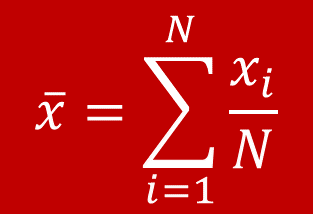 x̄ = ∑_{i=1}^{N} x_i/N